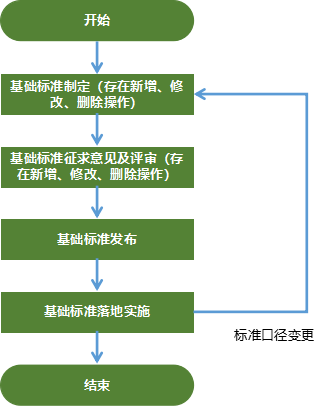 开始
基础标准制定（存在新增、修
改、删除操作）
基础标准征求意见及评审（存
在新增、修改、删除操作）
基础标准发布
基础标准落地实施
标准口径变更
结束